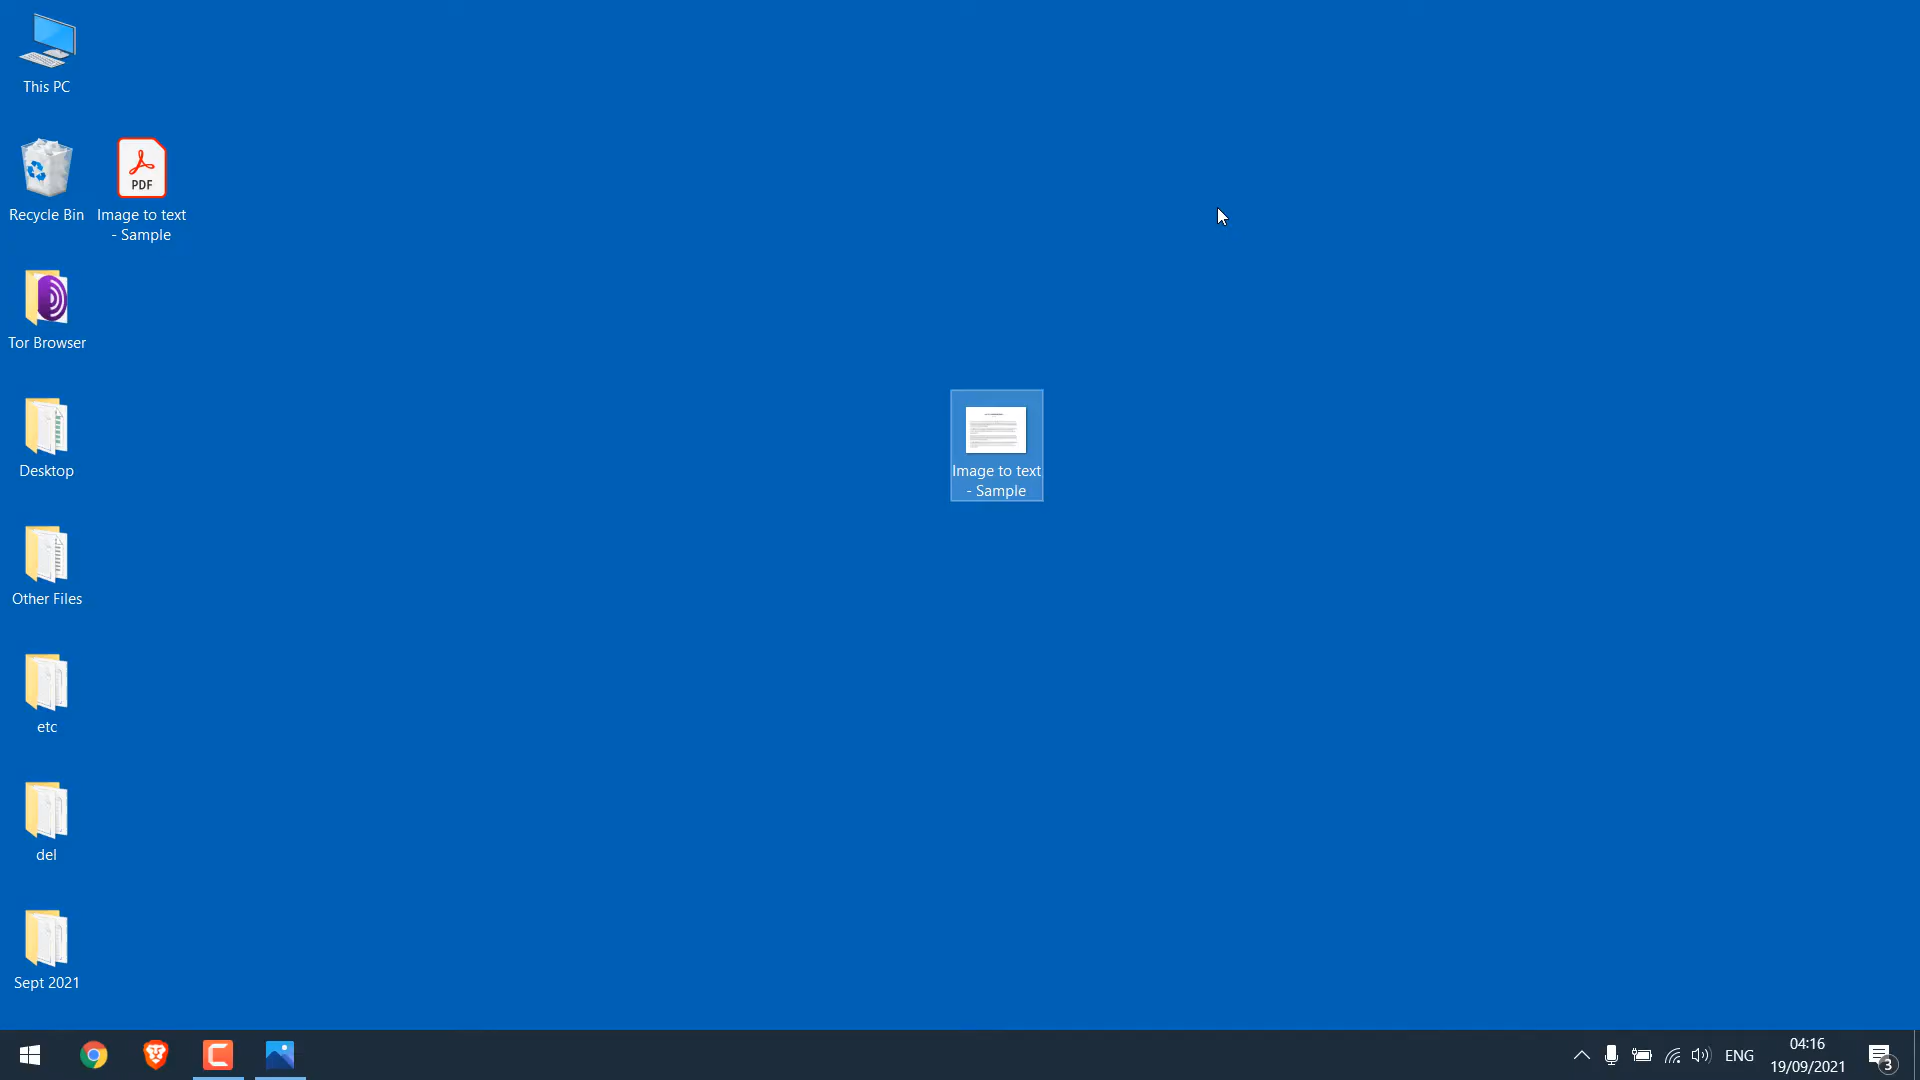 This PC
Recycle Bin
PDF
Image to text
- Sample
Tor Browser
Desktop
Other Files
etc
del
Sept 2021
Image to text
- Sample
ENG
04:16
19/09/2021
3